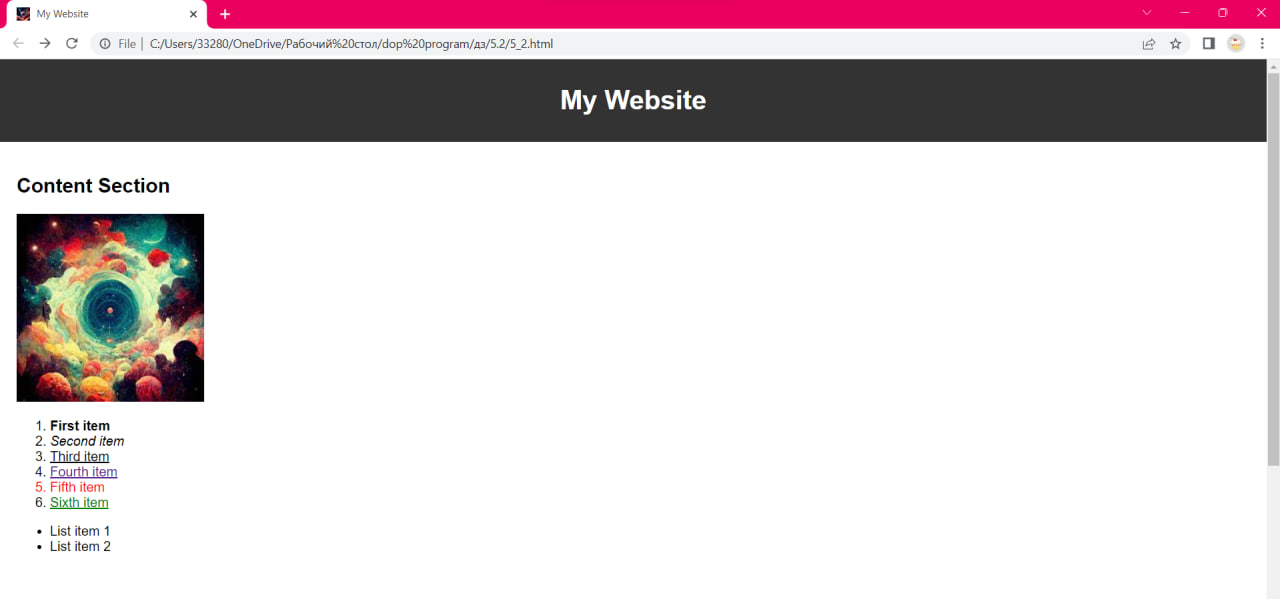 My Website
File | C:/Users/33280/OneDrive/Рабочий%20стол/dop%20program/дз/5.2/5_2.html
My Website
Content Section
1. First item
2. Second item
3. Third item
4. Fourth item
5. Fifth item
6. Sixth item
• List item 1
• List item 2